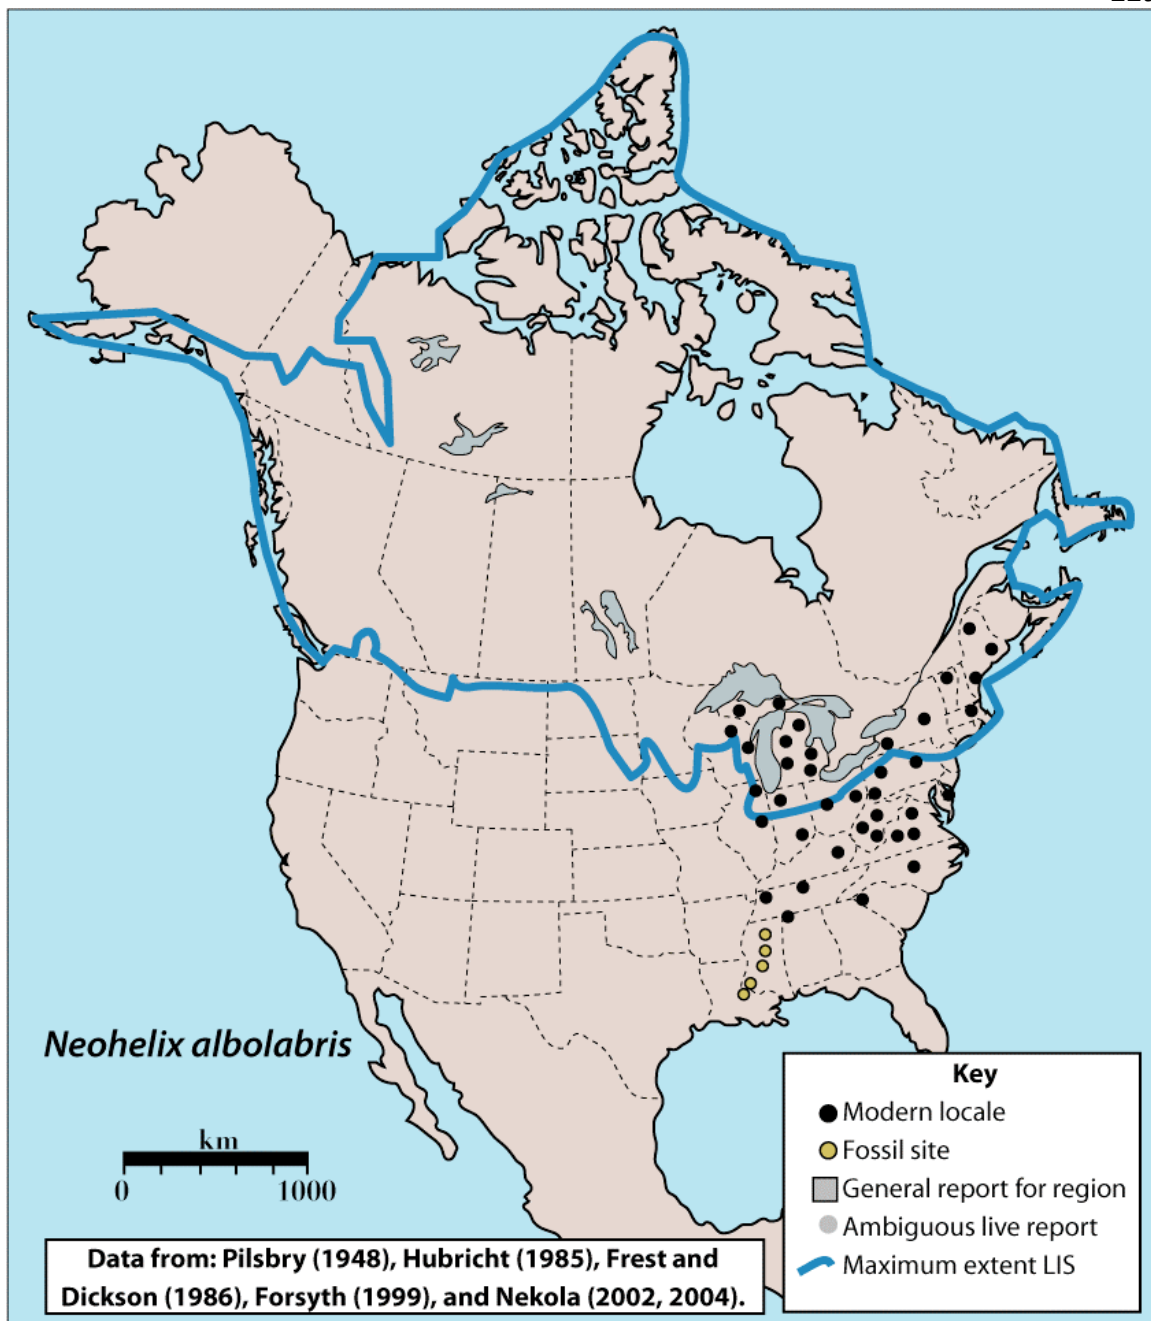 Neohelix albolabris
km
0 1000
Key
Modern locale
Fossil site
General report for region
Ambiguous live report
Maximum extent LIS
Data from: Pilsbry (1948), Hubricht (1985), Frest and
Dickson (1986), Forsyth (1999), and Nekola (2002, 2004).